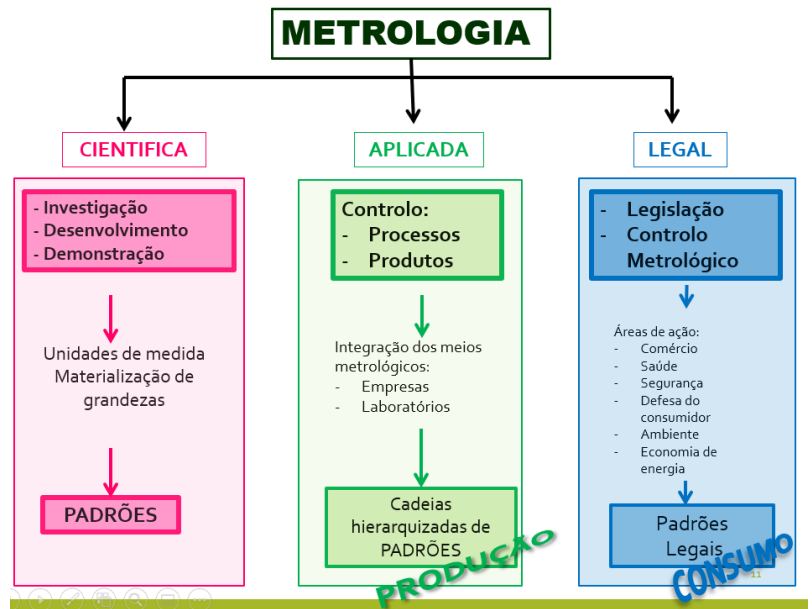 METROLOGIA
CIENTIFICA
- Investigação
- Desenvolvimento
- Demonstração
Unidades de medida
Materialização de
grandezas
PADRÕES
APLICADA
Controlo:
- Processos
- Produtos
Integração dos meios
metrológicos:
- Empresas
- Laboratórios
Cadeias
hierarquizadas de
PADRÕES
PRODUÇÃO
LEGAL
- Legislação
- Controlo
Metrológico
Áreas de ação:
- Comércio
- Saúde
- Segurança
- Defesa do
consumidor
- Ambiente
- Economia de
energia
Padrões
Legais
CONSUMO
11